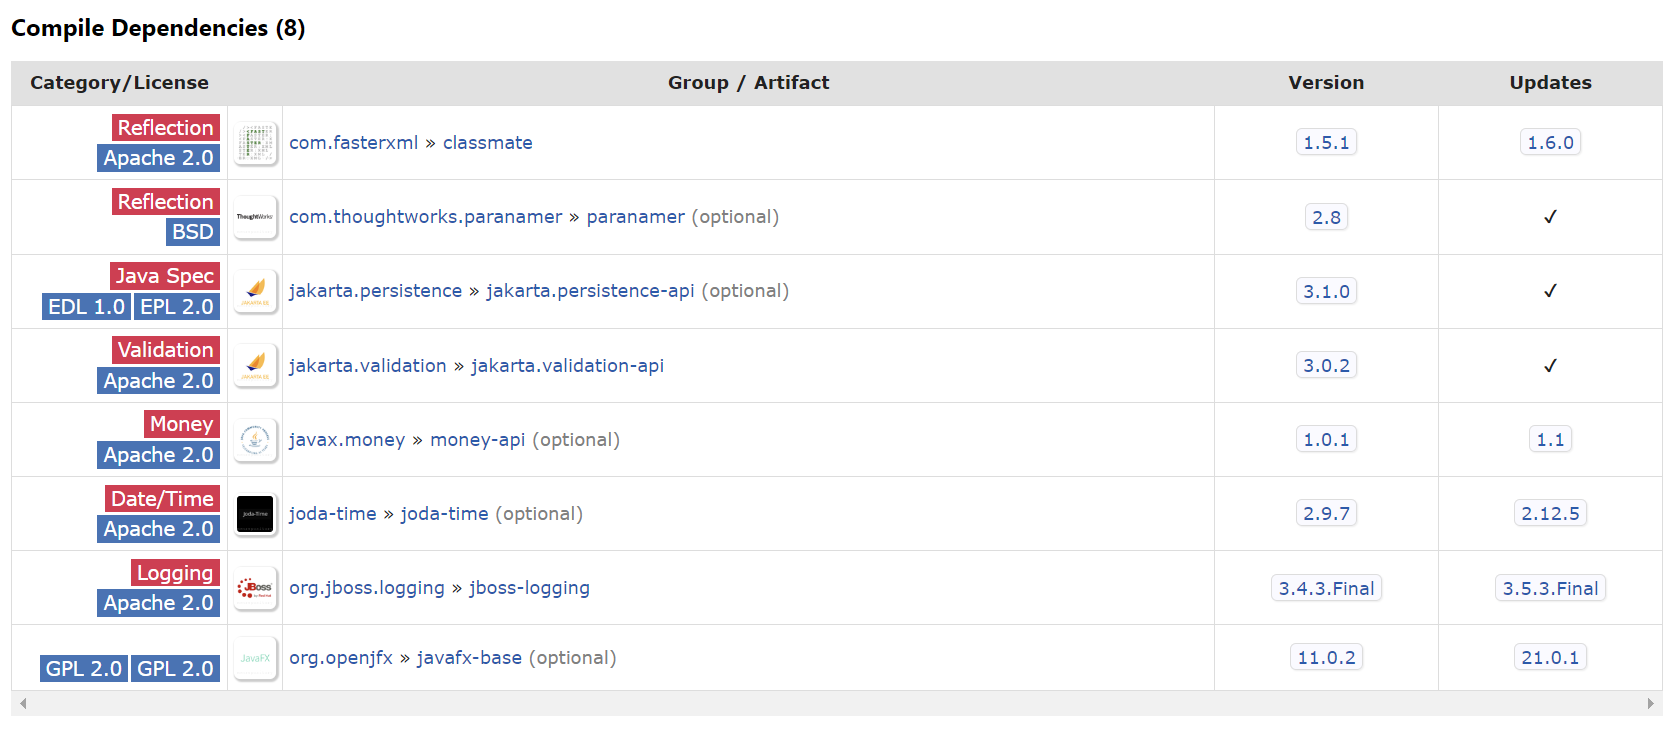 Compile Dependencies (8)
Category/License Group / Artifact Version Updates
Reflection
Apache 2.0
com.fasterxml » classmate 1.5.1 1.6.0
Reflection
BSD
ThoughtWorks
com.thoughtworks.paranamer » paranamer (optional) 2.8 ✓
Java Spec
EDL 1.0 EPL 2.0
JAKARTA EE
jakarta.persistence » jakarta.persistence-api (optional) 3.1.0 ✓
Validation
Apache 2.0
JAKARTA EE
jakarta.validation » jakarta.validation-api 3.0.2 ✓
Money
Apache 2.0
javax.money » money-api (optional) 1.0.1 1.1
Date/Time
Apache 2.0
Joda-Time
joda-time » joda-time (optional) 2.9.7 2.12.5
Logging
Apache 2.0
JBoss
org.jboss.logging » jboss-logging 3.4.3.Final 3.5.3.Final
GPL 2.0 GPL 2.0
JavaFX
org.openjfx » javafx-base (optional) 11.0.2 21.0.1